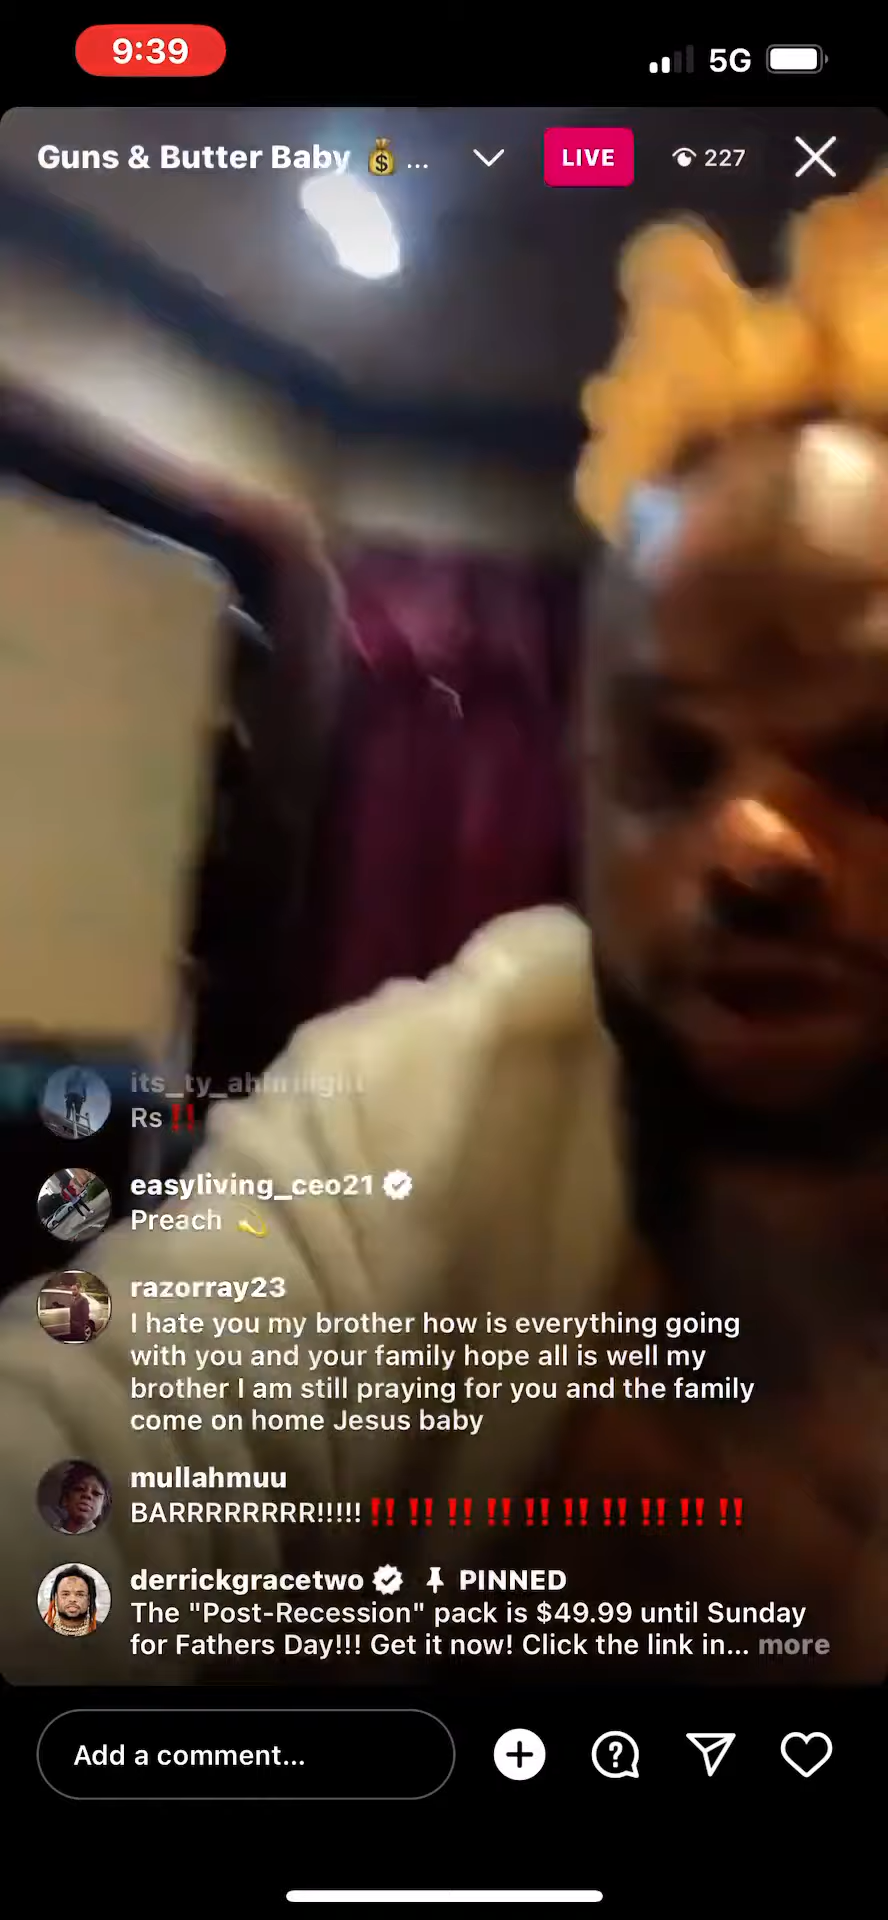 9:39
5G
Guns & Butter Baby 💰 ...
LIVE
227
Rs‼️
easyliving_ceo21
Preach 💫
razorray23
I hate you my brother how is everything going
with you and your family hope all is well my
brother I am still praying for you and the family
come on home Jesus baby
mullahmuu
BARRRRRRRR!!!!!‼️‼️‼️‼️‼️‼️‼️‼️‼️‼️
derrickgracetwo 📌 PINNED
The "Post-Recession" pack is $49.99 until Sunday
for Fathers Day!!! Get it now! Click the link in... more
Add a comment...